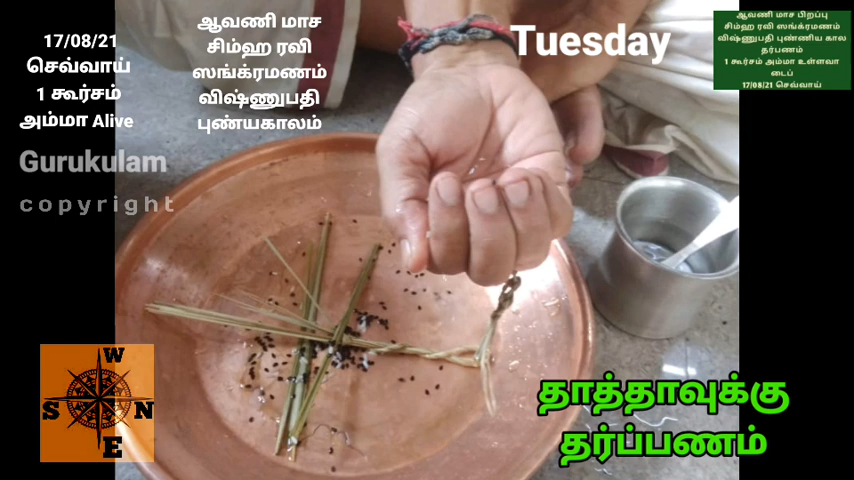 17/08/21
செவ்வாய்
1 கூர்சம்
அம்மா Alive
Gurukulam
copyright
ஆவணி மாச
சிம்ஹ ரவி
ஸங்க்ரமணம்
விஷ்ணுபதி
புண்யகாலம்
Tuesday
ஆவணி மாச பிறப்பு
சிம்ஹ ரவி ஸங்க்ரமணம்
விஷ்ணுபதி புண்ணிய கால
தர்பணம்
1 கூர்சம் அம்மா உள்ளவா
டைப்
17/08/21 செவ்வாய்
W
S N
E
தாத்தாவுக்கு
தர்ப்பணம்